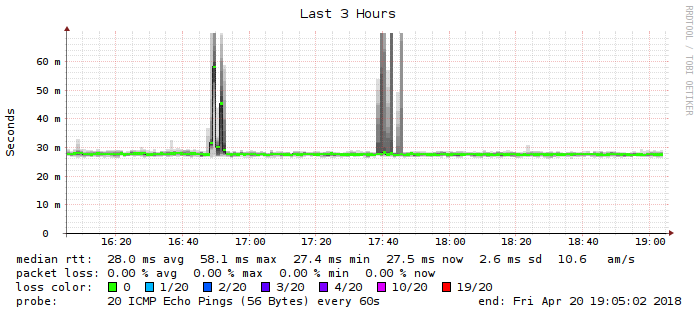 Last 3 Hours
RRDTOOL / TOBI OETIKER
Seconds
60 m
50 m
40 m
30 m
20 m
10 m
0
16:20 16:40 17:00 17:20 17:40 18:00 18:20 18:40 19:00
median rtt: 28.0 ms avg 58.1 ms max 27.4 ms min 27.5 ms now 2.6 ms sd 10.6 am/s
packet loss: 0.00 % avg 0.00 % max 0.00 % min 0.00 % now
loss color: 0 1/20 2/20 3/20 4/20 10/20 19/20
probe: 20 ICMP Echo Pings (56 Bytes) every 60s end: Fri Apr 20 19:05:02 2018